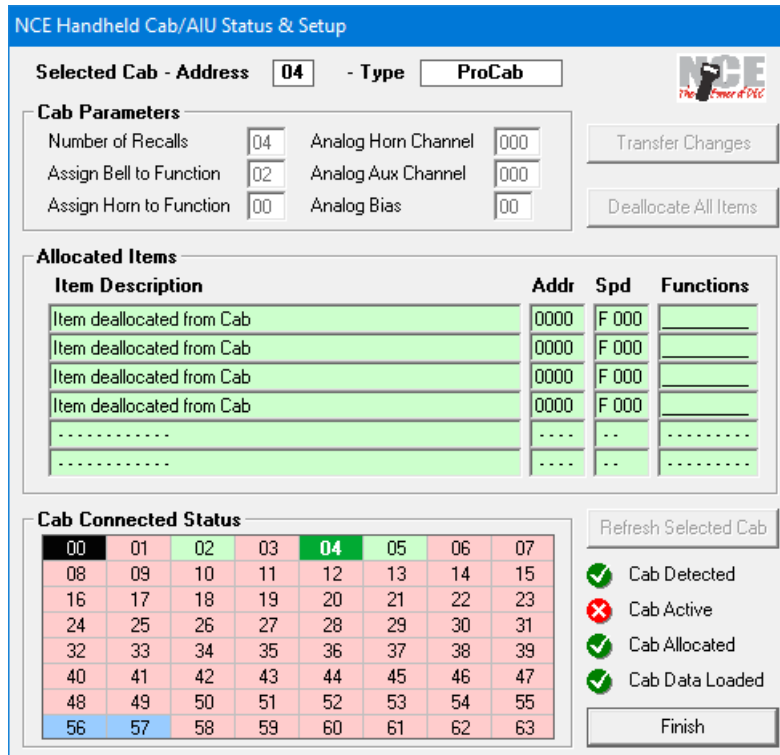 NCE Handheld Cab/AIU Status & Setup
Selected Cab - Address 04 - Type ProCab
NCE
Cab Parameters
Number of Recalls 04 Analog Horn Channel 000 Transfer Changes
Assign Bell to Function 02 Analog Aux Channel 000
Assign Horn to Function 00 Analog Bias 00 Deallocate All Items
Allocated Items
Item Description Addr Spd Functions
Item deallocated from Cab 0000 F 000 _________
Item deallocated from Cab 0000 F 000 _________
Item deallocated from Cab 0000 F 000 _________
Item deallocated from Cab 0000 F 000 _________
- - - - - - - - - - - - - - - - - - - - - - - - - - -
- - - - - - - - - - - - - - - - - - - - - - - - - - -
Cab Connected Status Refresh Selected Cab
00 01 02 03 04 05 06 07
08 09 10 11 12 13 14 15 Cab Detected
16 17 18 19 20 21 22 23 Cab Active
24 25 26 27 28 29 30 31
32 33 34 35 36 37 38 39 Cab Allocated
40 41 42 43 44 45 46 47 Cab Data Loaded
48 49 50 51 52 53 54 55
56 57 58 59 60 61 62 63 Finish